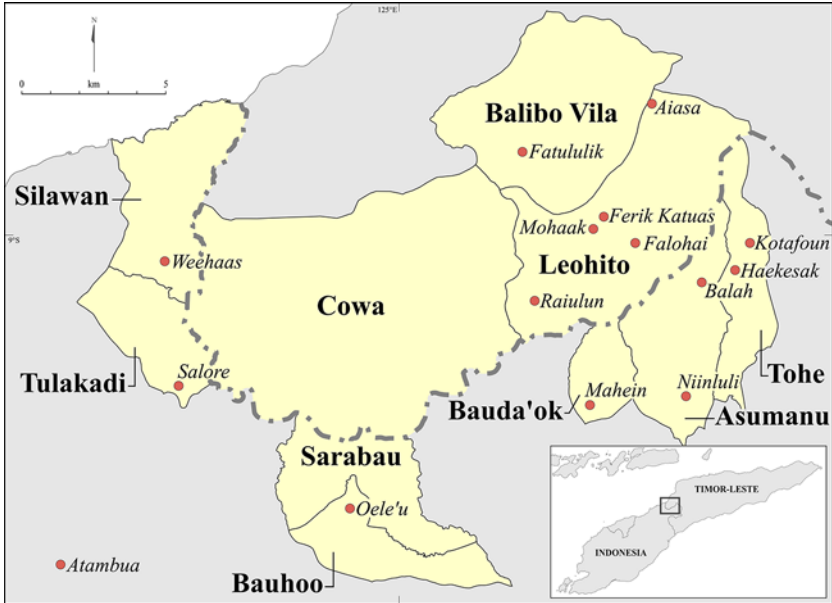 125°E
N
0
5
km
Balibo Vila
Aiasa
Fatululik
Silawan
Ferik Katuas
Mohaak
9°S
Falohai
Kotafoun
Weehaas
Leohito
Haekesak
Balah
Cowa
Raiulun
Salore
Tulakadi
Tohe
Niinluli
Mahein
Bauda'ok
Asumanu
Sarabau
TIMOR-LESTE
Oele'u
INDONESIA
Atambua
Bauhoo